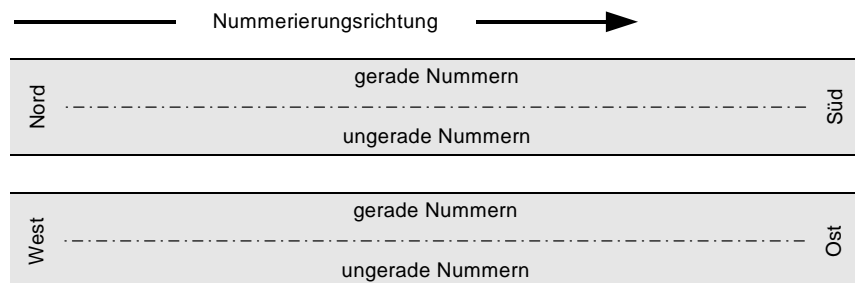 Nummerierungsrichtung
gerade Nummern
Nord
Süd
ungerade Nummern
gerade Nummern
West
Ost
ungerade Nummern